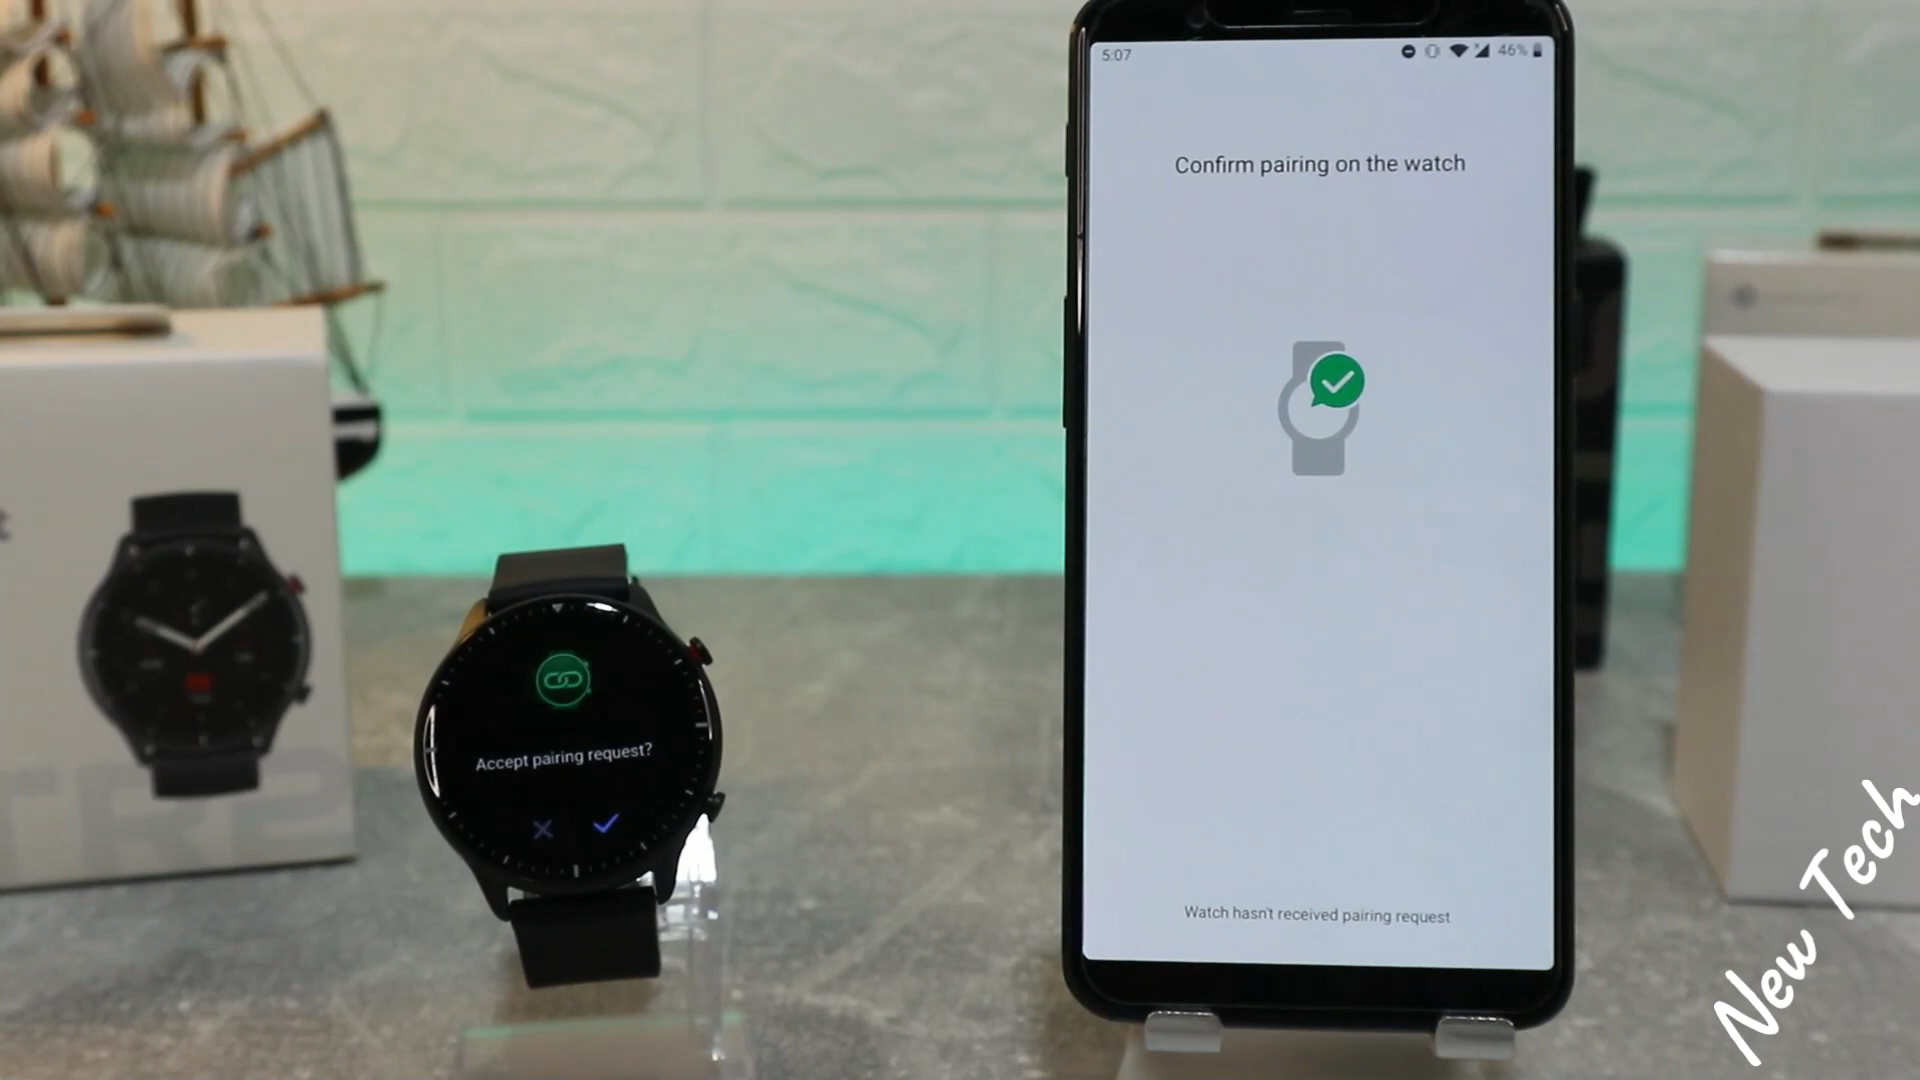 5:07
46%
Confirm pairing on the watch
Watch hasn't received pairing request
Accept pairing request?
New Tech